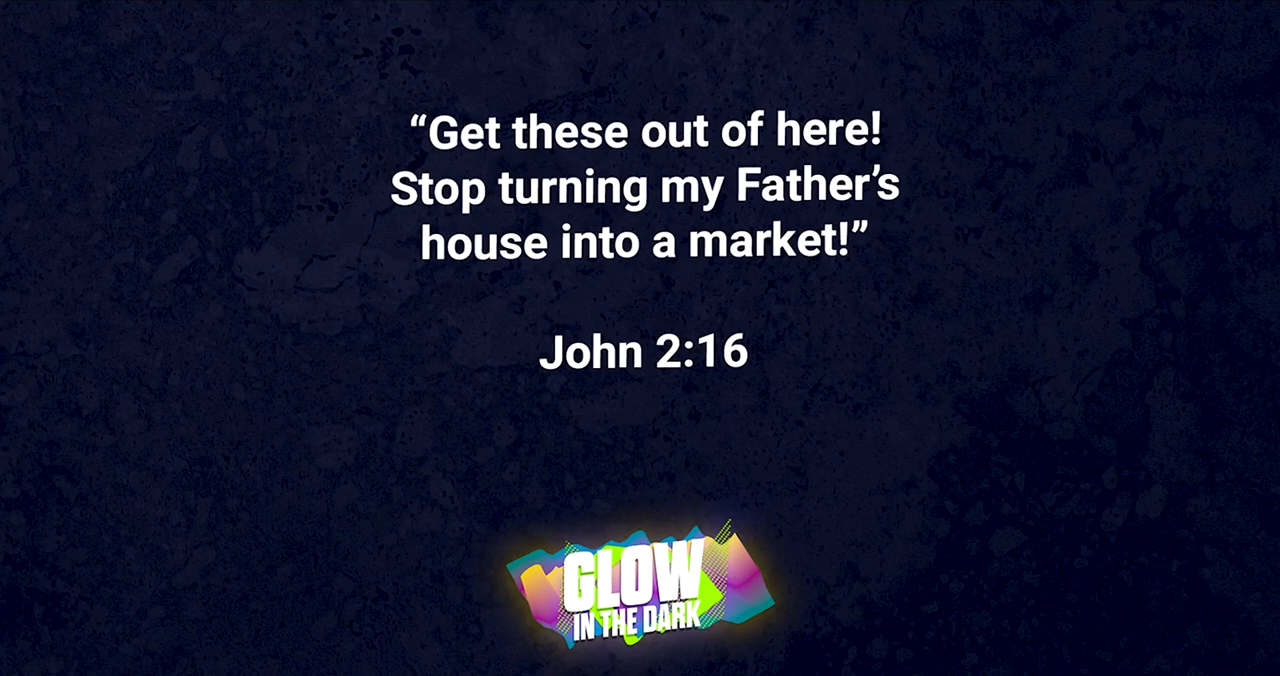 “Get these out of here!
Stop turning my Father’s
house into a market!”
John 2:16
GLOW
IN THE DARK